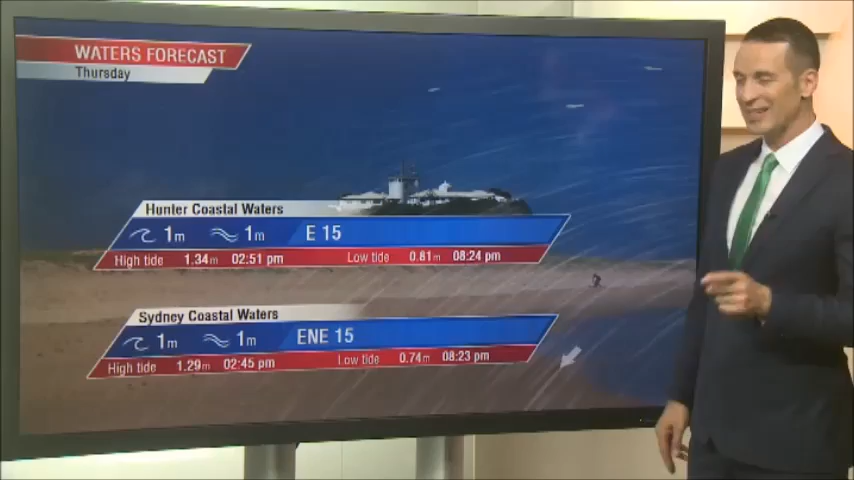 WATERS FORECAST
Thursday
Hunter Coastal Waters
1m 1m E 15
High tide 1.34m 02:51 pm Low tide 0.81m 08:24 pm
Sydney Coastal Waters
1m 1m ENE 15
High tide 1.29m 02:45 pm Low tide 0.74m 08:23 pm